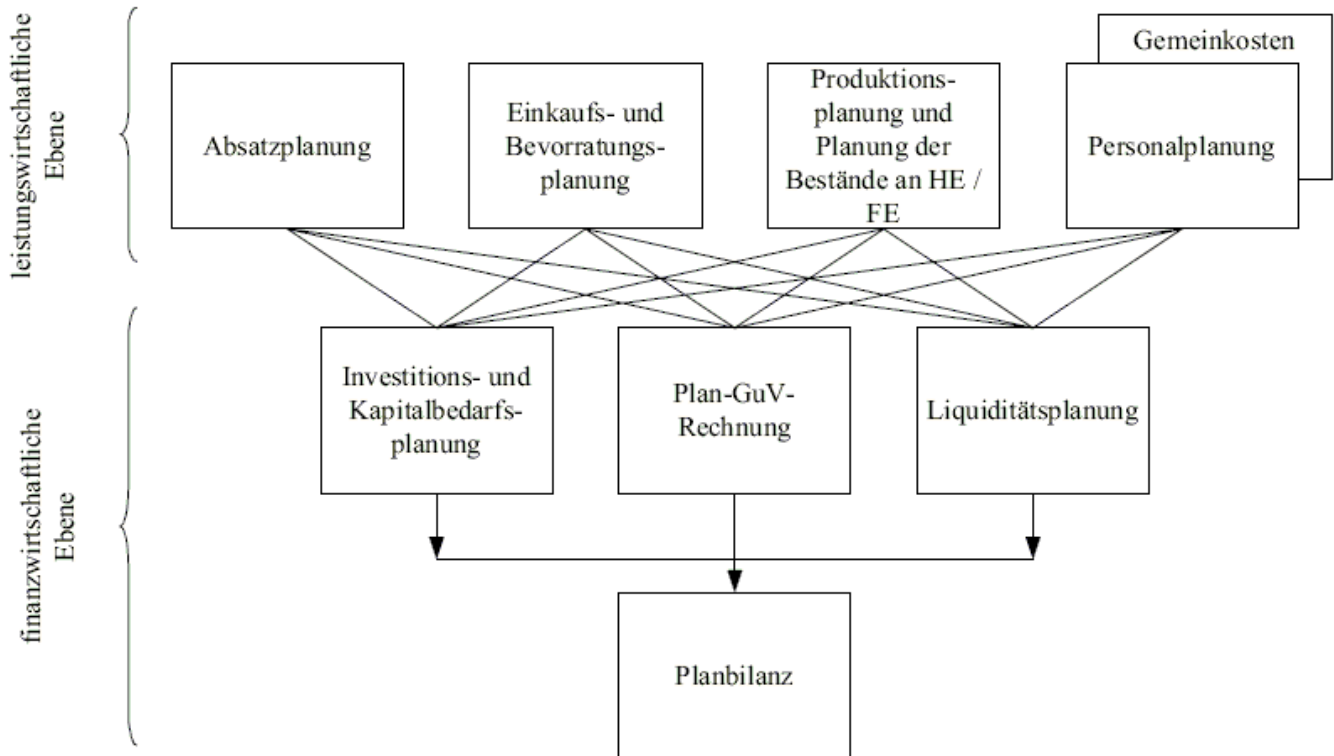 leistungswirtschaftliche
Ebene
Absatzplanung
Einkaufs- und
Bevorratungs-
planung
Produktions-
planung und
Planung der
Bestände an HE /
FE
Gemeinkosten
Personalplanung
finanzwirtschaftliche
Ebene
Investitions- und
Kapitalbedarfs-
planung
Plan-GuV-
Rechnung
Liquiditätsplanung
Planbilanz